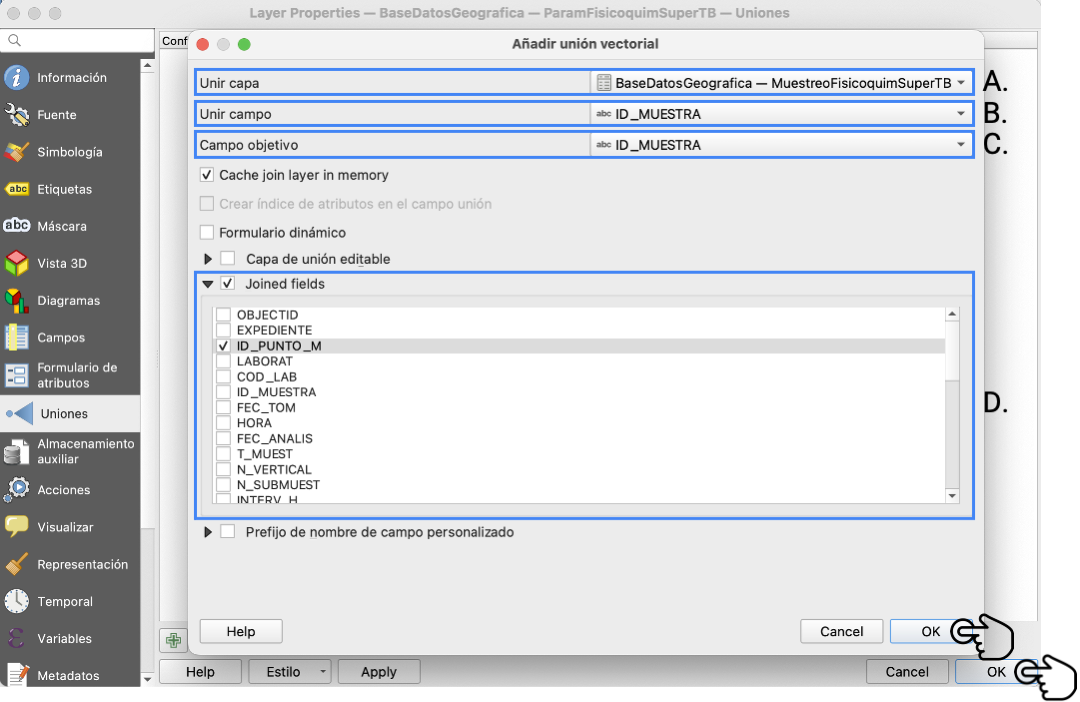 Layer Properties — BaseDatosGeografica — ParamFisicoquimSuperTB — Uniones
Conf
Añadir unión vectorial
Información
Fuente
Simbología
abc Etiquetas
abc Máscara
Vista 3D
Diagramas
Campos
Formulario de
atributos
Uniones
Almacenamiento
auxiliar
Acciones
Visualizar
Representación
Temporal
Variables
Metadatos
Unir capa BaseDatosGeografica — MuestreoFisicoquimSuperTB A.
Unir campo abc ID_MUESTRA B.
Campo objetivo abc ID_MUESTRA C.
Cache join layer in memory
Crear índice de atributos en el campo unión
Formulario dinámico
Capa de unión editable
Joined fields
OBJECTID
EXPEDIENTE
ID_PUNTO_M
LABORAT
COD_LAB
ID_MUESTRA
FEC_TOM
HORA
FEC_ANALIS
T_MUEST
N_VERTICAL
N_SUBMUEST
INTERV_H
D.
Prefijo de nombre de campo personalizado
Help Cancel OK
Help Estilo Apply Cancel OK